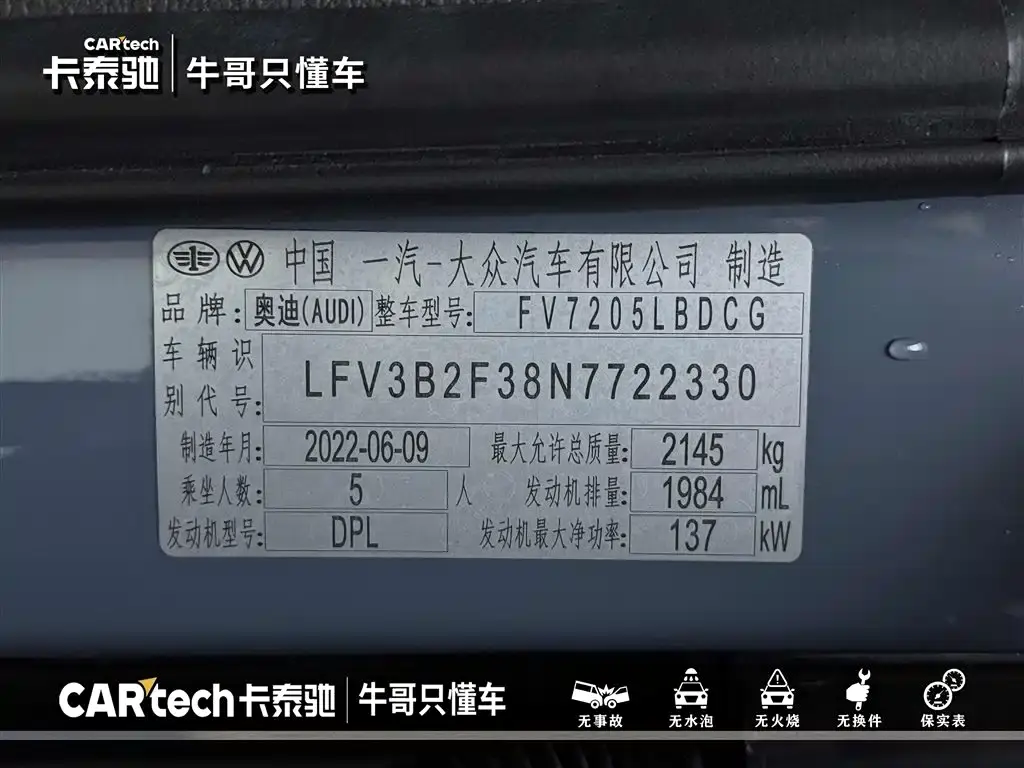 CARtech
卡泰驰 牛哥只懂车
中国 一汽-大众汽车有限公司 制造
品牌: 奥迪(AUDI) 整车型号: FV7205LBDCG
车辆识别代号: LFV3B2F38N7722330
制造年月: 2022-06-09 最大允许总质量: 2145 kg
乘坐人数: 5 人 发动机排量: 1984 mL
发动机型号: DPL 发动机最大净功率: 137 kW
CARtech卡泰驰 牛哥只懂车
无事故 无水泡 无火烧 无换件 保实表